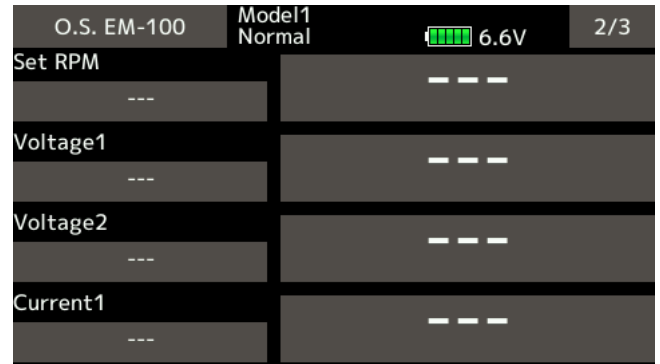 O.S. EM-100 Model1 2/3
Normal 6.6V
Set RPM
--- ---
Voltage1
--- ---
Voltage2
--- ---
Current1
--- ---